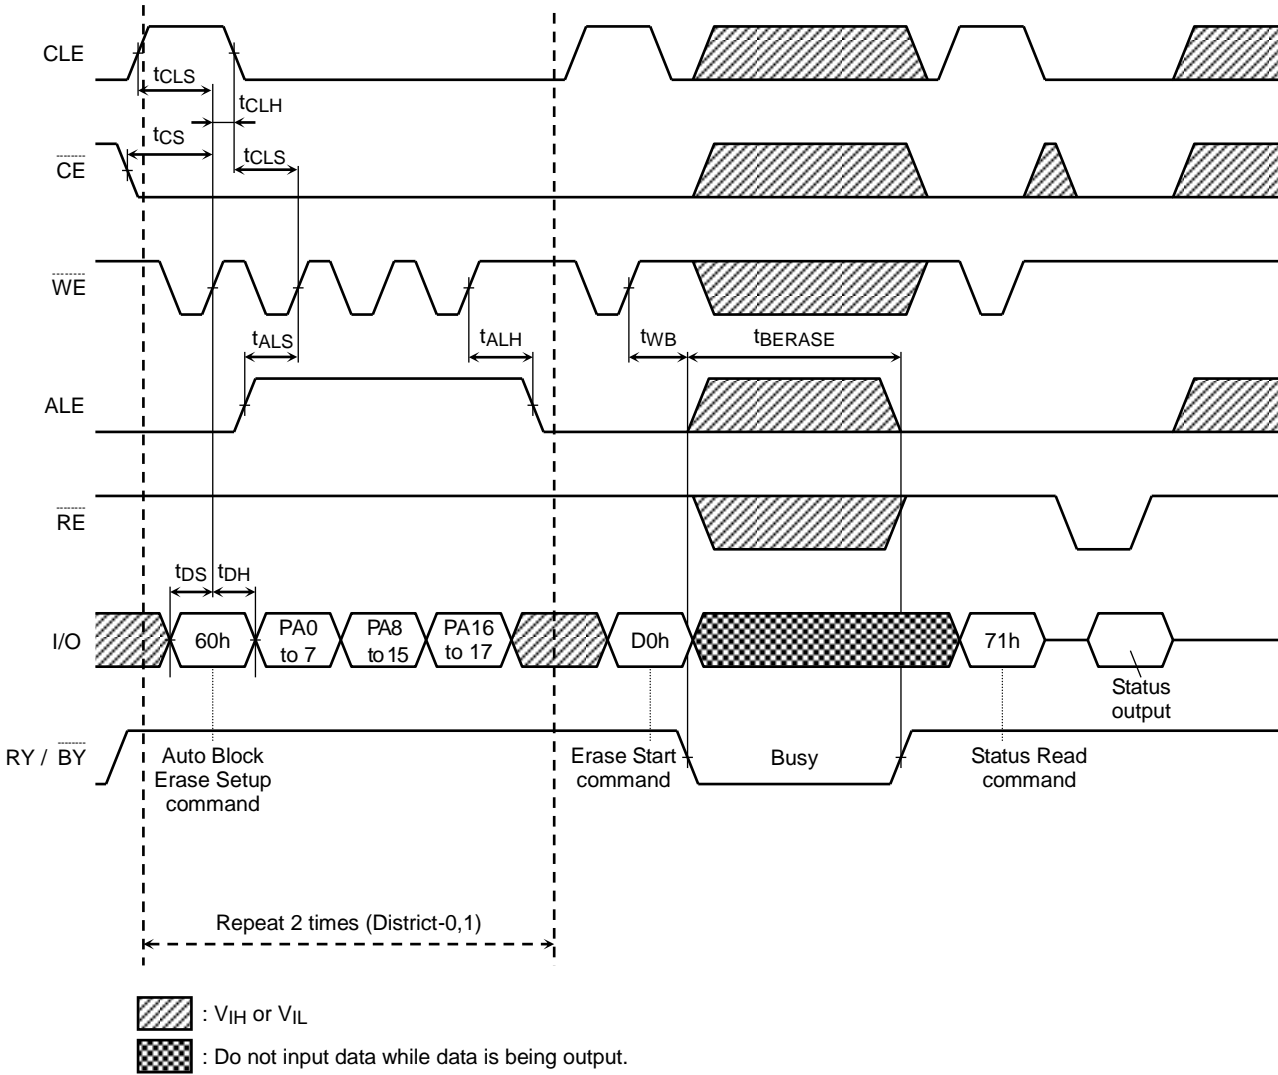 CLE
tCLS
tCLH
tCS
CE
tCLS
WE
tALS
tALH
tWB
tBERASE
ALE
RE
tDS
tDH
I/O
60h
PA0
to 7
PA8
to 15
PA16
to 17
D0h
71h
Status
output
RY / BY
Auto Block
Erase Setup
command
Erase Start
command
Busy
Status Read
command
Repeat 2 times (District-0,1)
: VIH or VIL
: Do not input data while data is being output.